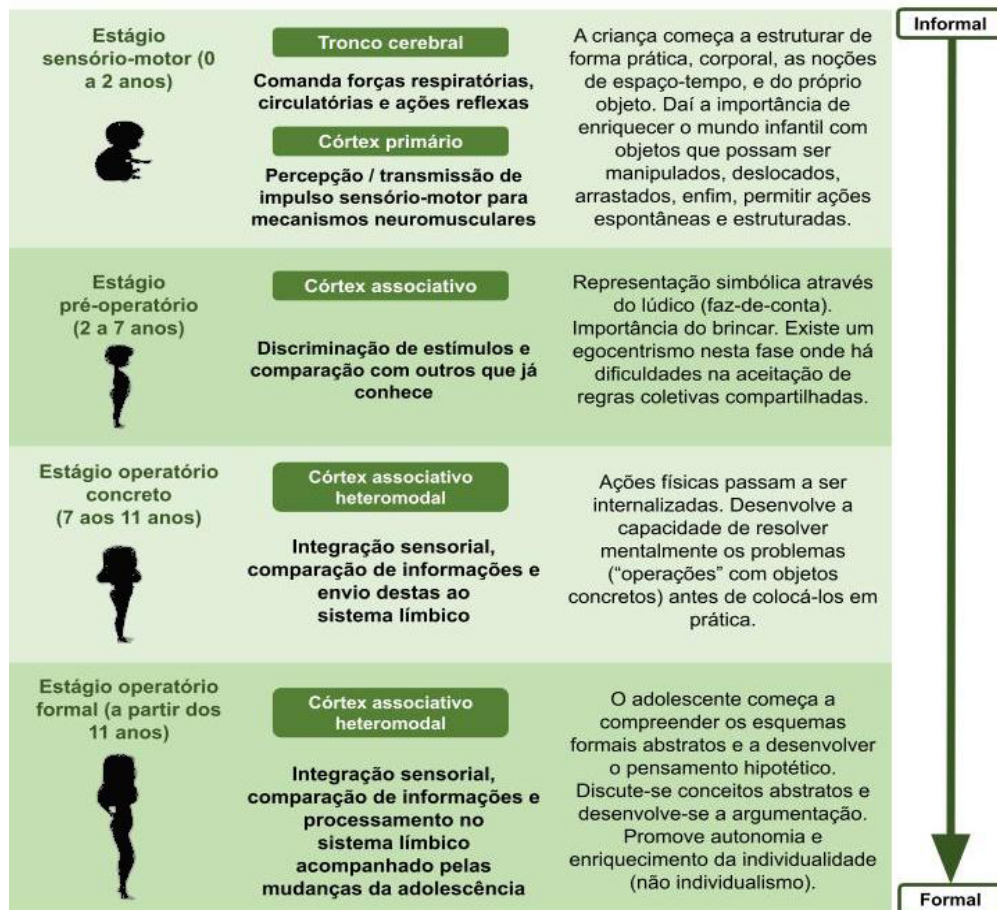 Informal
Estágio
sensório-motor (0
a 2 anos)
Tronco cerebral
Comanda forças respiratórias,
circulatórias e ações reflexas
Córtex primário
Percepção / transmissão de
impulso sensório-motor para
mecanismos neuromusculares
A criança começa a estruturar de
forma prática, corporal, as noções
de espaço-tempo, e do próprio
objeto. Daí a importância de
enriquecer o mundo infantil com
objetos que possam ser
manipulados, deslocados,
arrastados, enfim, permitir ações
espontâneas e estruturadas.
Estágio
pré-operatório
(2 a 7 anos)
Córtex associativo
Discriminação de estímulos e
comparação com outros que já
conhece
Representação simbólica através
do lúdico (faz-de-conta).
Importância do brincar. Existe um
egocentrismo nesta fase onde há
dificuldades na aceitação de
regras coletivas compartilhadas.
Estágio operatório
concreto
(7 aos 11 anos)
Córtex associativo
heteromodal
Integração sensorial,
comparação de informações e
envio destas ao
sistema límbico
Ações físicas passam a ser
internalizadas. Desenvolve a
capacidade de resolver
mentalmente os problemas
(“operações” com objetos
concretos) antes de colocá-los em
prática.
Estágio operatório
formal (a partir dos
11 anos)
Córtex associativo
heteromodal
Integração sensorial,
comparação de informações e
processamento no
sistema límbico
acompanhado pelas
mudanças da adolescência
O adolescente começa a
compreender os esquemas
formais abstratos e a desenvolver
o pensamento hipotético.
Discute-se conceitos abstratos e
desenvolve-se a argumentação.
Promove autonomia e
enriquecimento da individualidade
(não individualismo).
Formal